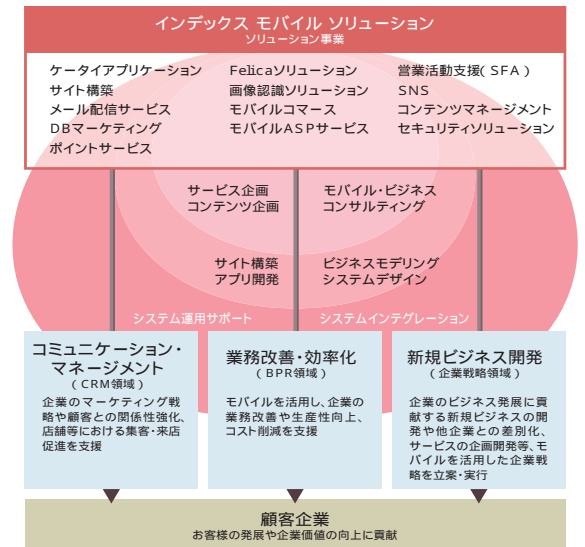 インデックス モバイル ソリューション
ソリューション事業
ケータイアプリケーション
サイト構築
メール配信サービス
DBマーケティング
ポイントサービス
Felicaソリューション
画像認識ソリューション
モバイルコマース
モバイルASPサービス
営業活動支援(SFA)
SNS
コンテンツマネージメント
セキュリティソリューション
サービス企画
コンテンツ企画
モバイル・ビジネス
コンサルティング
サイト構築
アプリ開発
ビジネスモデリング
システムデザイン
システム運用サポート
システムインテグレーション
コミュニケーション・
マネージメント
(CRM領域)
企業のマーケティング戦
略や顧客との関係性強化、
店舗等における集客・来店
促進を支援
業務改善・効率化
(BPR領域)
モバイルを活用し、企業の
業務改善や生産性向上、
コスト削減を支援
新規ビジネス開発
(企業戦略領域)
企業のビジネス発展に貢
献する新規ビジネスの開
発や他企業との差別化、
サービスの企画開発等、モ
バイルを活用した企業戦
略を立案・実行
顧客企業
お客様の発展や企業価値の向上に貢献